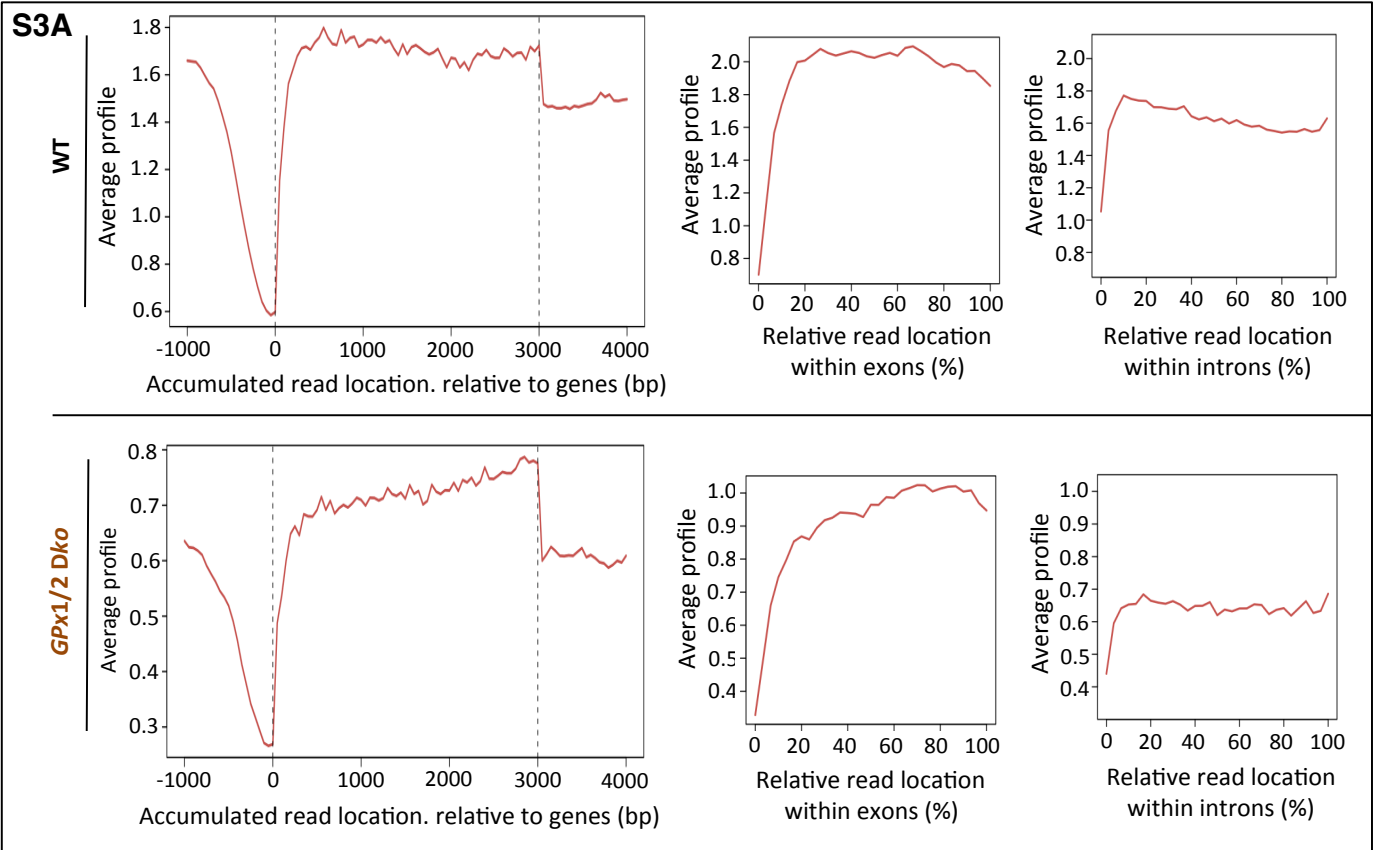 S3A
WT
Average profile
1.8
1.6
1.4
1.2
1.0
0.8
0.6
-1000 0 1000 2000 3000 4000
Accumulated read location. relative to genes (bp)
Average profile
2.0
1.8
1.6
1.4
1.2
1.0
0.8
0 20 40 60 80 100
Relative read location
within exons (%)
Average profile
2.0
1.8
1.6
1.4
1.2
1.0
0.8
0 20 40 60 80 100
Relative read location
within introns (%)
GPx1/2 Dko
Average profile
0.8
0.7
0.6
0.5
0.4
0.3
-1000 0 1000 2000 3000 4000
Accumulated read location. relative to genes (bp)
Average profile
1.0
0.9
0.8
0.7
0.6
0.5
0.4
0 20 40 60 80 100
Relative read location
within exons (%)
Average profile
1.0
0.9
0.8
0.7
0.6
0.5
0.4
0 20 40 60 80 100
Relative read location
within introns (%)